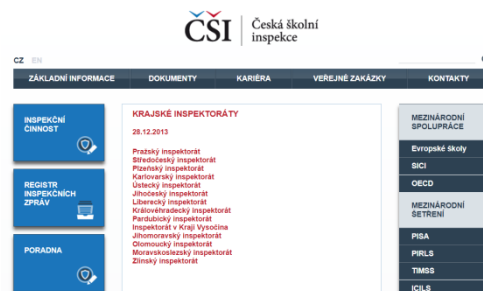 ČŠI
Česká školní
inspekce
CZ EN
ZÁKLADNÍ INFORMACE DOKUMENTY KARIÉRA VEŘEJNÉ ZAKÁZKY KONTAKTY
INSPEKČNÍ
ČINNOST
REGISTR
INSPEKČNÍCH
ZPRÁV
PORADNA
KRAJSKÉ INSPEKTORÁTY
28.12.2013
Pražský inspektorát
Středočeský inspektorát
Plzeňský inspektorát
Karlovarský inspektorát
Ústecký inspektorát
Jihočeský inspektorát
Liberecký inspektorát
Královéhradecký inspektorát
Pardubický inspektorát
Inspektorát v Kraji Vysočina
Jihomoravský inspektorát
Olomoucký inspektorát
Moravskoslezský inspektorát
Zlínský inspektorát
MEZINÁRODNÍ
SPOLUPRÁCE
Evropské školy
SICI
OECD
MEZINÁRODNÍ
ŠETŘENÍ
PISA
PIRLS
TIMSS
ICILS